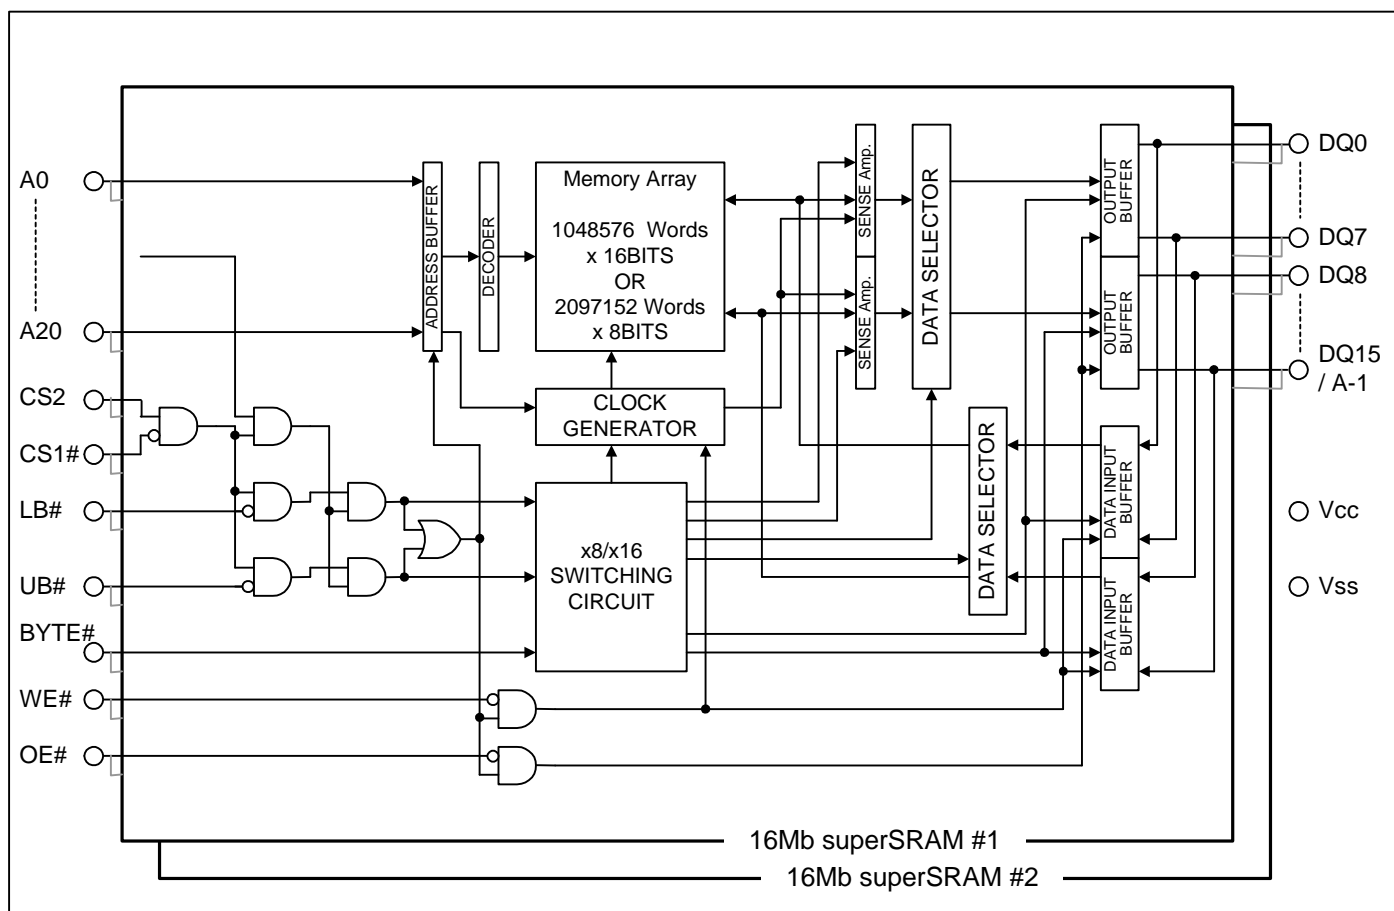 A0
A20
CS2
CS1#
LB#
UB#
BYTE#
WE#
OE#
ADDRESS BUFFER
DECODER
Memory Array
1048576 Words
x 16BITS
OR
2097152 Words
x 8BITS
CLOCK
GENERATOR
x8/x16
SWITCHING
CIRCUIT
SENSE Amp.
SENSE Amp.
DATA SELECTOR
DATA SELECTOR
OUTPUT
BUFFER
OUTPUT
BUFFER
DATA INPUT
BUFFER
DATA INPUT
BUFFER
DQ0
DQ7
DQ8
DQ15
/ A-1
Vcc
Vss
16Mb superSRAM #1
16Mb superSRAM #2